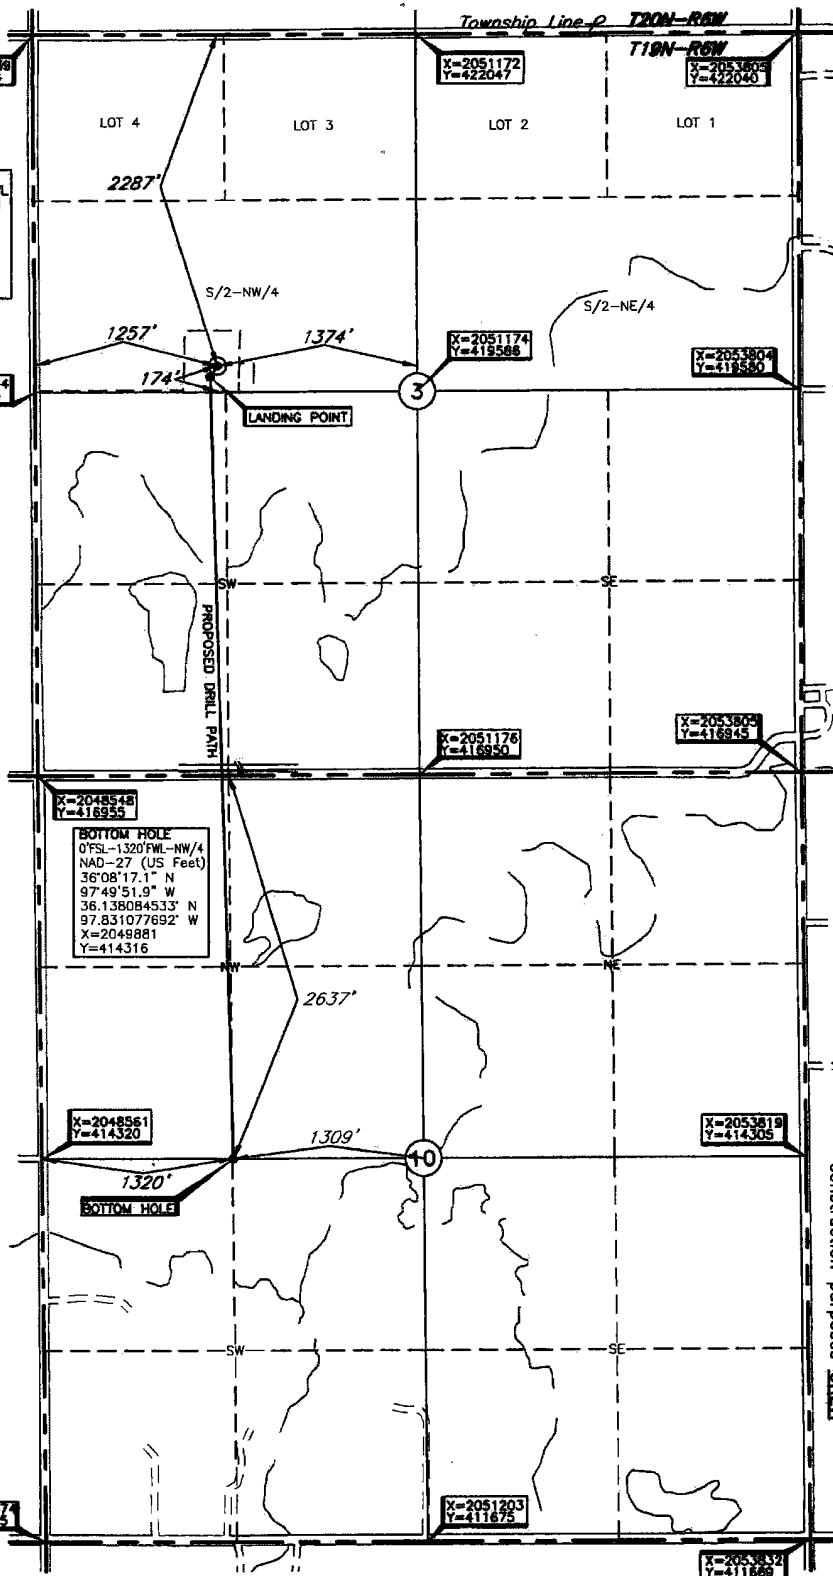 Township Line
T20N-R6W
T19N-R6W
X=2051172
Y=422047
X=2053805
Y=422040
LOT 4
LOT 3
LOT 2
LOT 1
2287'
S/2-NW/4
S/2-NE/4
1257'
1374'
X=2051174
Y=419566
X=2053804
Y=419580
174'
LANDING POINT
3
SW
SE
PROPOSED DRILL PATH
X=2051176
Y=416950
X=2053805
Y=416945
X=2048548
Y=416955
BOTTOM HOLE
0'FSL-1320'FWL-NW/4
NAD-27 (US Feet)
36°08'17.1" N
97°49'51.9" W
36.138084533° N
97.831077692° W
X=2049881
Y=414316
NW
NE
2637'
X=2048561
Y=414320
X=2053819
Y=414305
1309'
10
1320'
BOTTOM HOLE
SW
SE
X=2051203
Y=411675
X=2053832
Y=411669